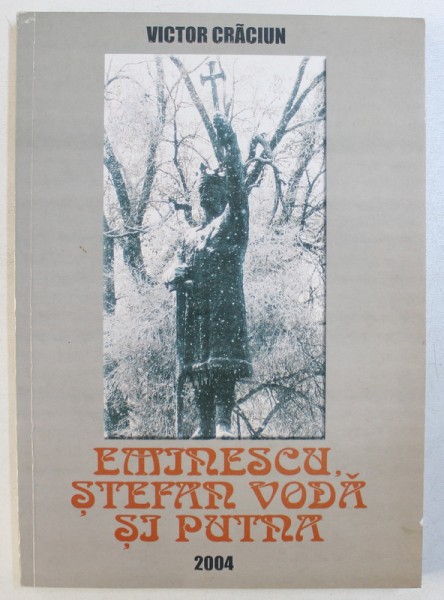 VICTOR CRĂCIUN
EMINESCU,
ŞTEFAN VODĂ
ŞI PUTNA
2004